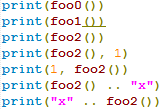 print(foo0())
print(foo1())
print(foo2())
print(foo2(), 1)
print(1, foo2())
print(foo2() .. "x")
print("x" .. foo2())